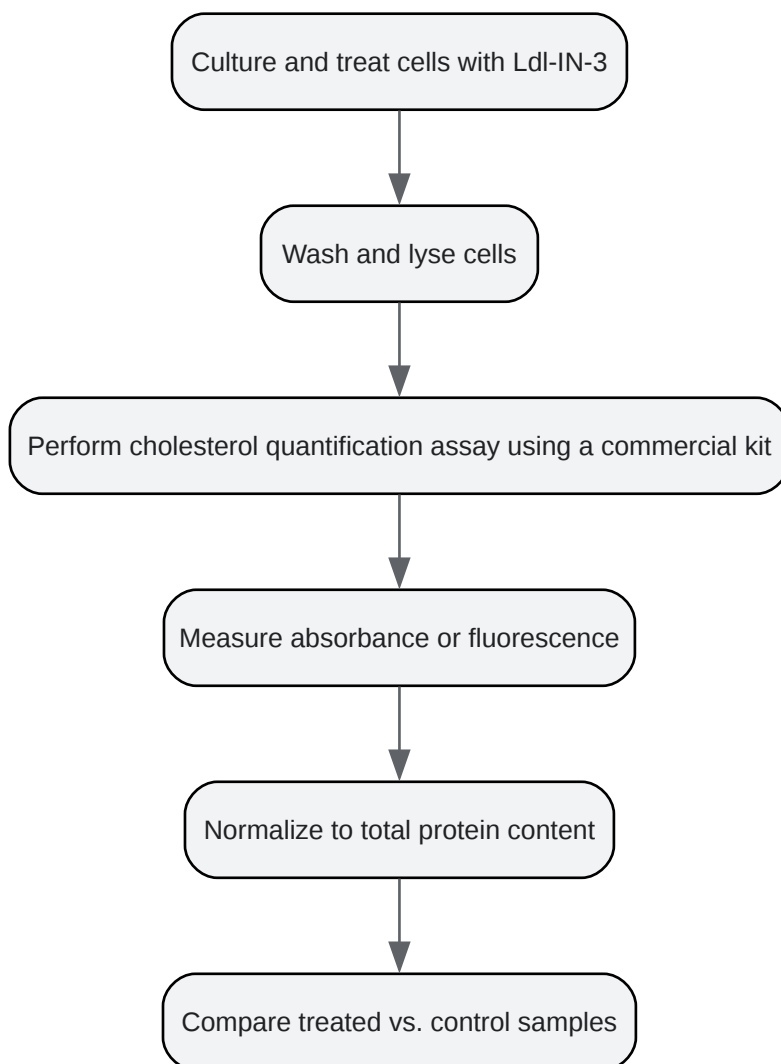 Culture and treat cells with Ldl-IN-3
Wash and lyse cells
Perform cholesterol quantification assay using a commercial kit
Measure absorbance or fluorescence
Normalize to total protein content
Compare treated vs. control samples